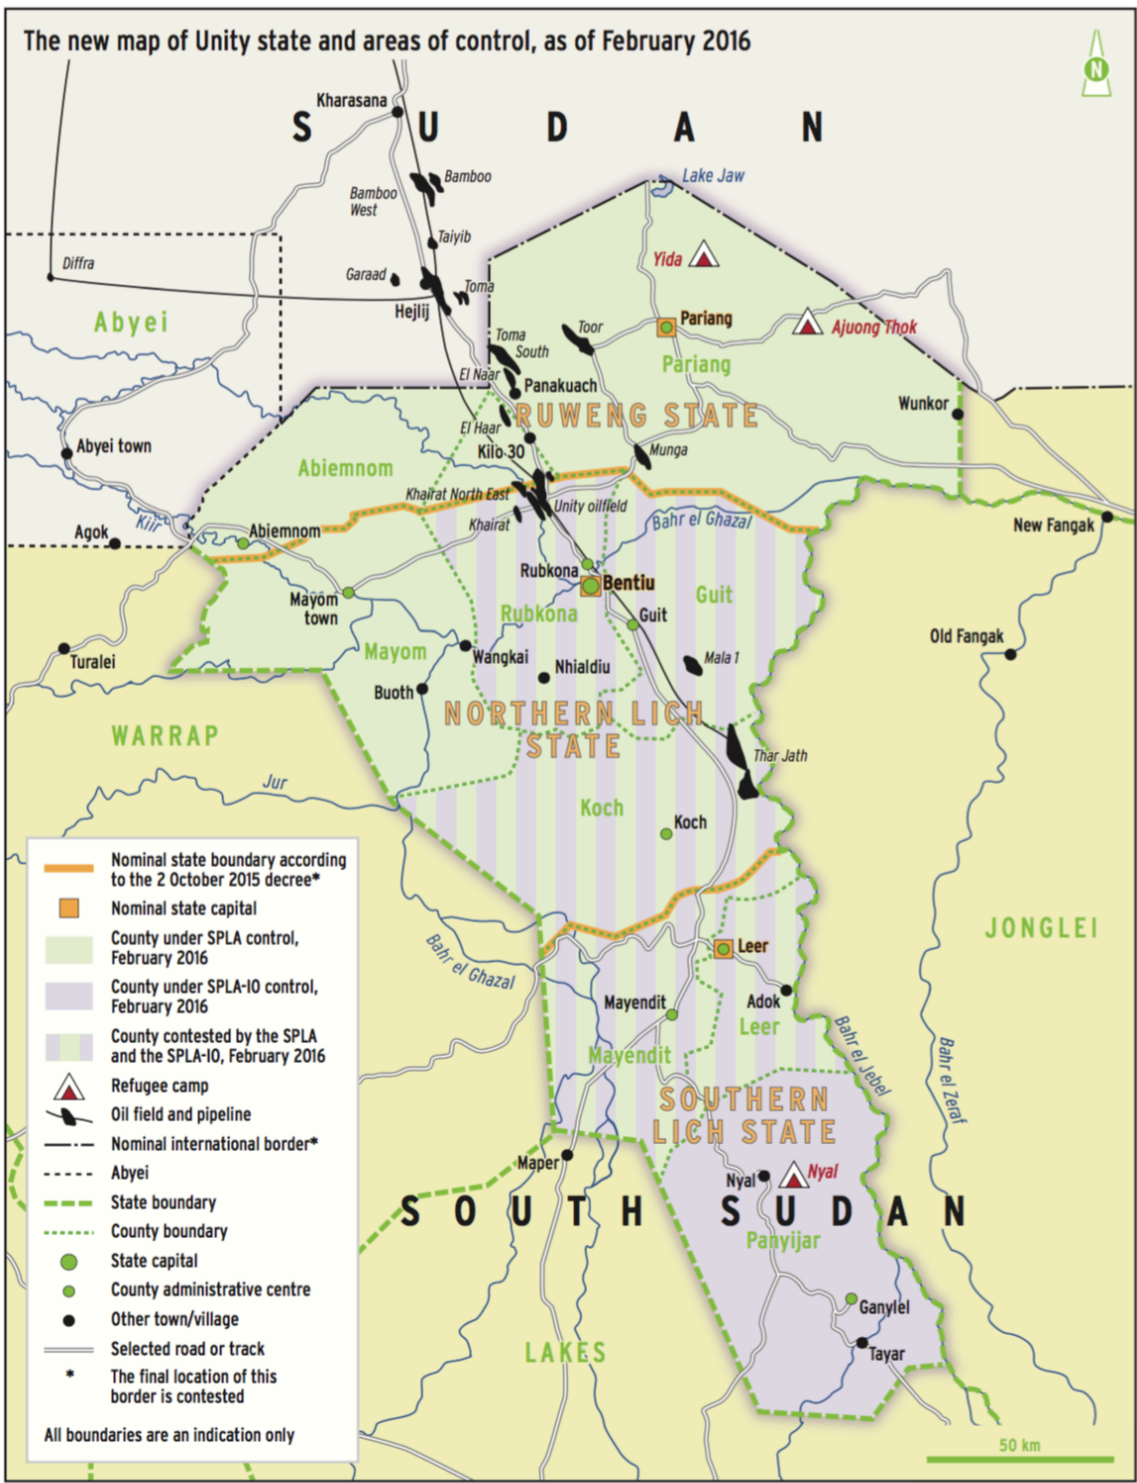 The new map of Unity state and areas of control, as of February 2016
N
Kharasana
S U D A N
Bamboo
Bamboo
West
Lake Jaw
Taiyib
Diffra
Garaad
Toma
Hejlij
Yida
Abyei
Pariang
Ajuong Thok
Toor
Toma
South
Pariang
El Naar
Panakuach
Wunkor
RUWENG STATE
El Haar
Abyei town
Kilo 30
Munga
Abiemnom
Khairat North East
Unity oilfield
Kiir
Khairat
Bahr el Ghazal
New Fangak
Agok
Abiemnom
Rubkona
Bentiu
Mayom
town
Rubkona
Guit
Guit
Old Fangak
Turalei
Mayom
Wangkai
Nhialdiu
Mala 1
Buoth
NORTHERN LICH
STATE
WARRAP
Thar Jath
Jur
Koch
Koch
Nominal state boundary according
to the 2 October 2015 decree*
Nominal state capital
County under SPLA control,
February 2016
County under SPLA-IO control,
February 2016
County contested by the SPLA
and the SPLA-IO, February 2016
Refugee camp
Oil field and pipeline
Nominal international border*
Abyei
State boundary
County boundary
State capital
County administrative centre
Other town/village
Selected road or track
* The final location of this
border is contested
All boundaries are an indication only
JONGLEI
Bahr el Ghazal
Leer
Mayendit
Adok
Leer
Mayendit
Bahr el Jebel
Bahr el Zeraf
SOUTHERN
LICH STATE
Maper
Nyal
Nyal
SOUTH SUDAN
Panyijar
Ganylel
LAKES
Tayar
50 km